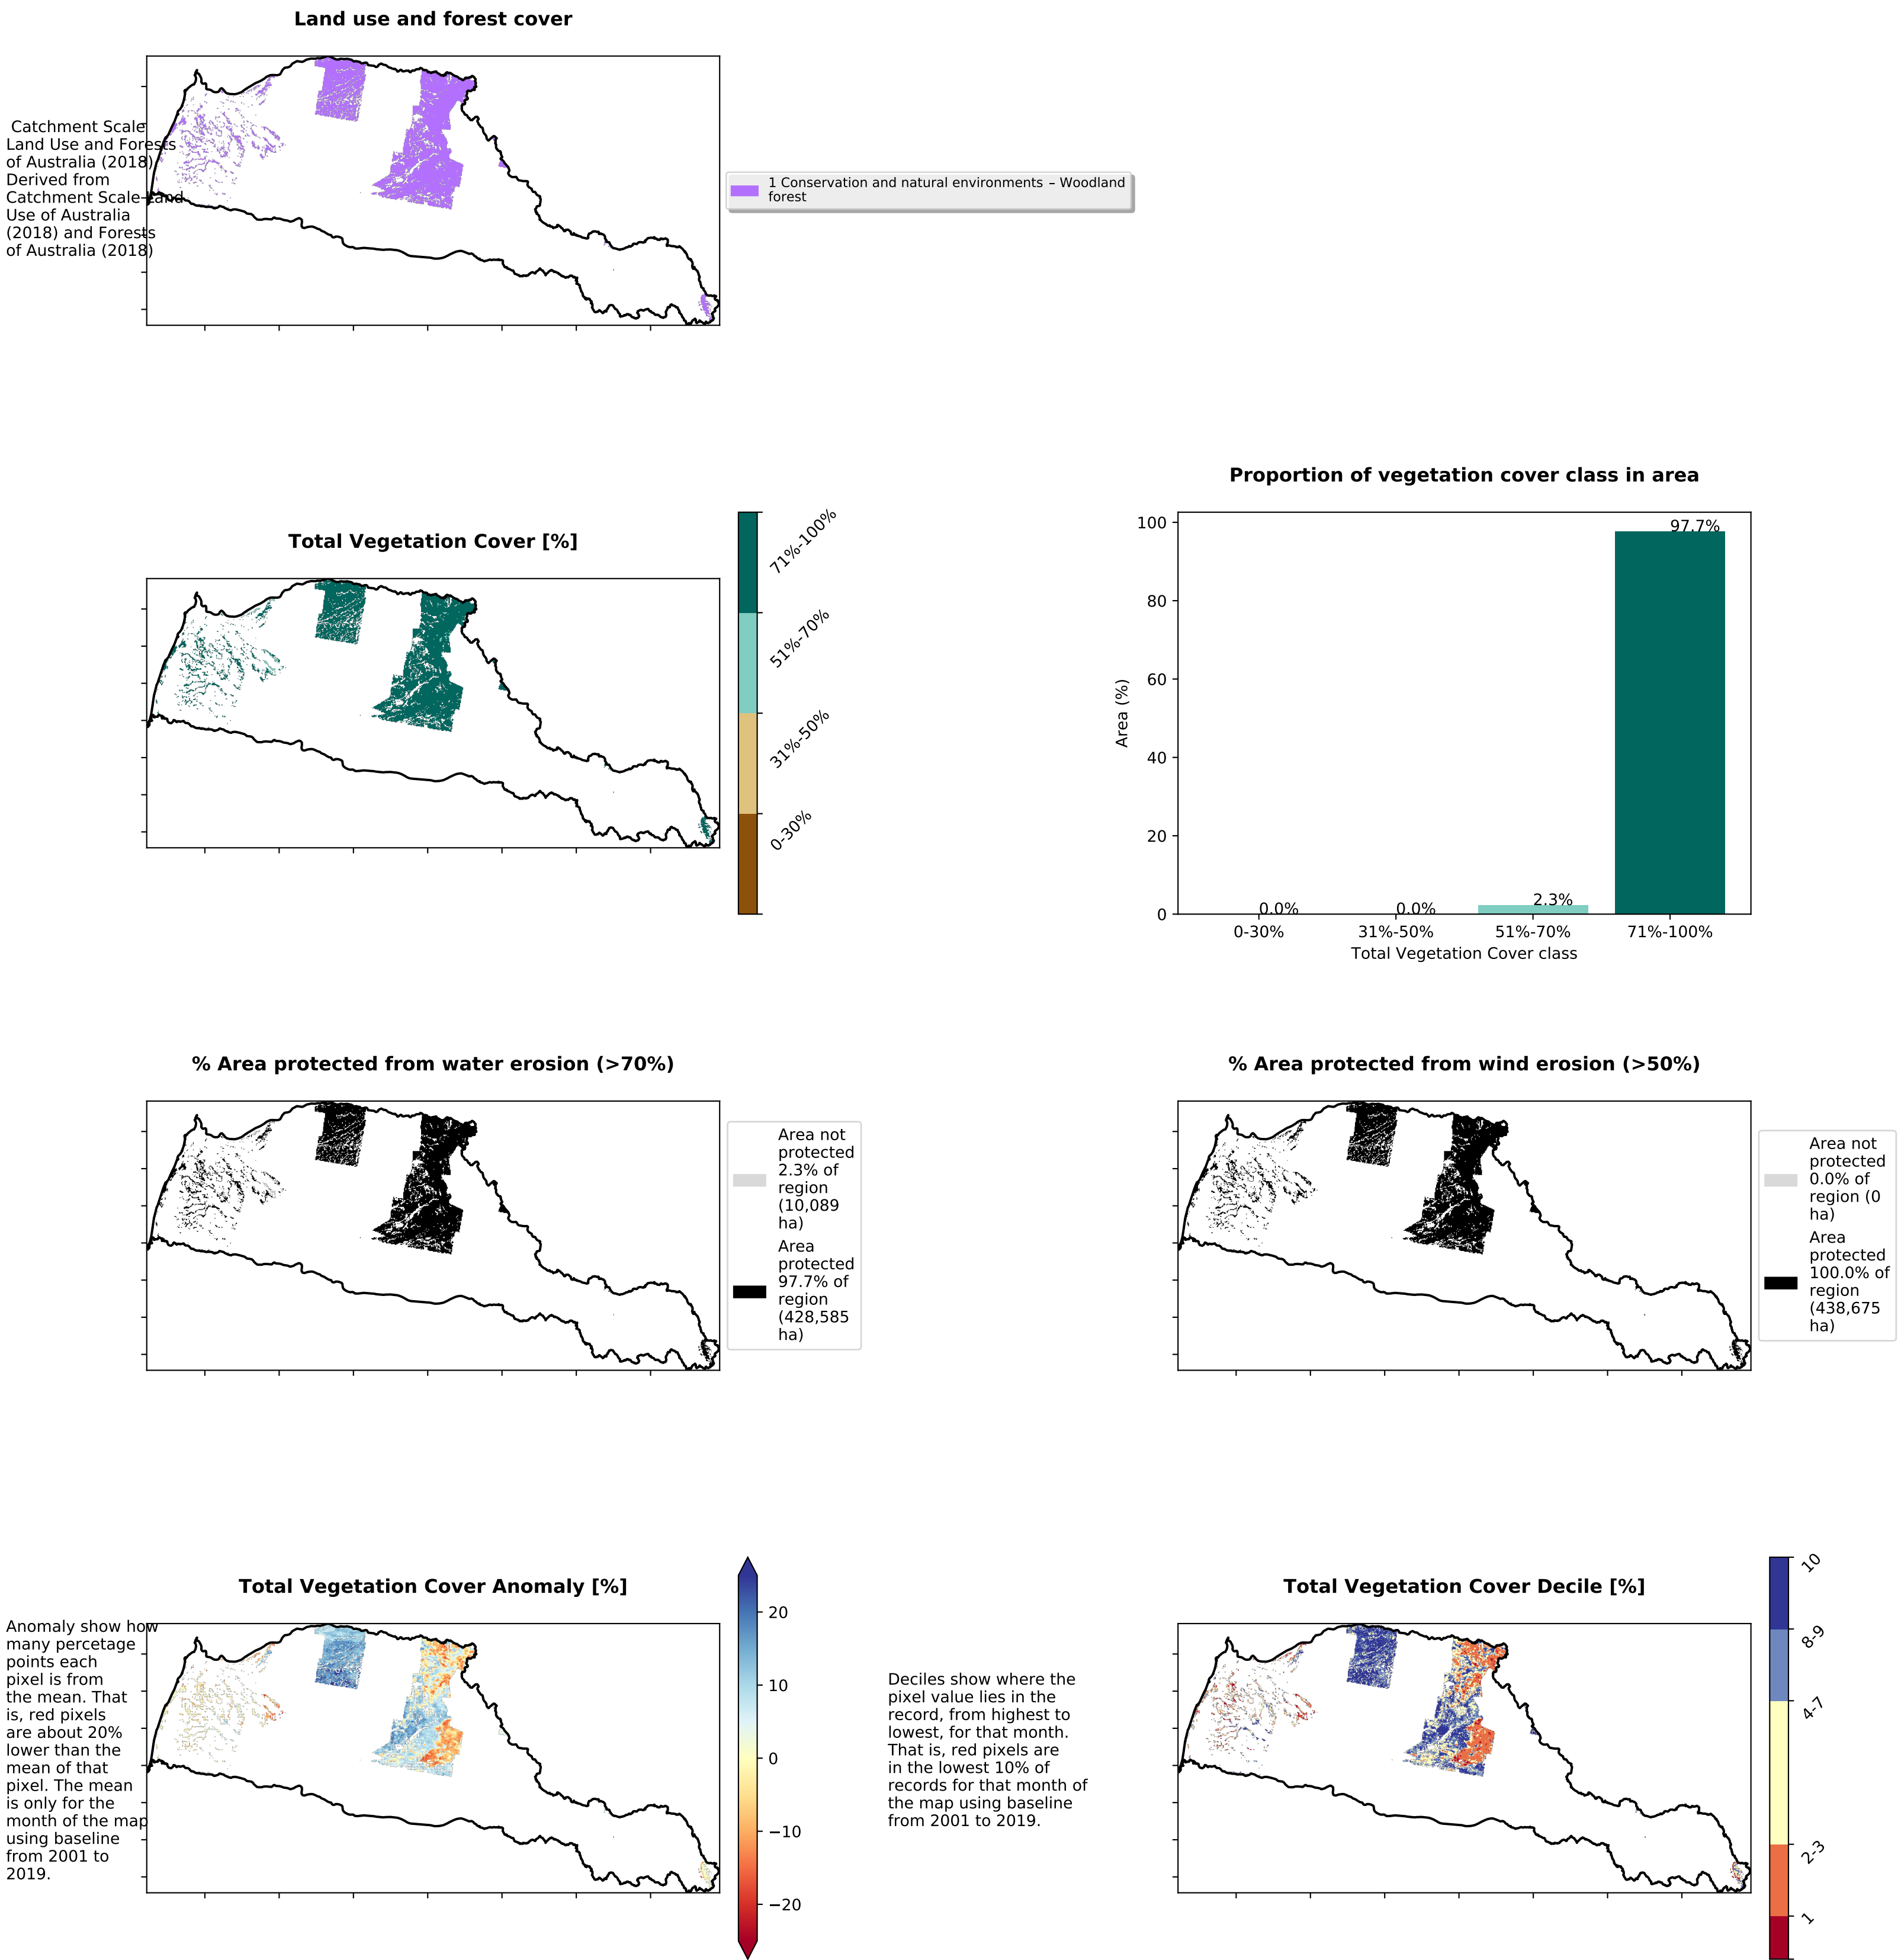 Land use and forest cover
Catchment Scale
Land Use and Forests
of Australia (2018)
Derived from
Catchment Scale Land
Use of Australia
(2018) and Forests
of Australia (2018)
1 Conservation and natural environments – Woodland
forest
Total Vegetation Cover [%]
71%-100%
51%-70%
31%-50%
0-30%
Proportion of vegetation cover class in area
100
80
60
40
20
0
Area (%)
0.0%
0.0%
2.3%
97.7%
0-30%
31%-50%
51%-70%
71%-100%
Total Vegetation Cover class
% Area protected from water erosion (>70%)
Area not
protected
2.3% of
region
(10,089
ha)
Area
protected
97.7% of
region
(428,585
ha)
% Area protected from wind erosion (>50%)
Area not
protected
0.0% of
region (0
ha)
Area
protected
100.0% of
region
(438,675
ha)
Total Vegetation Cover Anomaly [%]
Anomaly show how
many percetage
points each
pixel is from
the mean. That
is, red pixels
are about 20%
lower than the
mean of that
pixel. The mean
is only for the
month of the map
using baseline
from 2001 to
2019.
20
10
0
−10
−20
Total Vegetation Cover Decile [%]
Deciles show where the
pixel value lies in the
record, from highest to
lowest, for that month.
That is, red pixels are
in the lowest 10% of
records for that month of
the map using baseline
from 2001 to 2019.
10
8-9
4-7
2-3
1